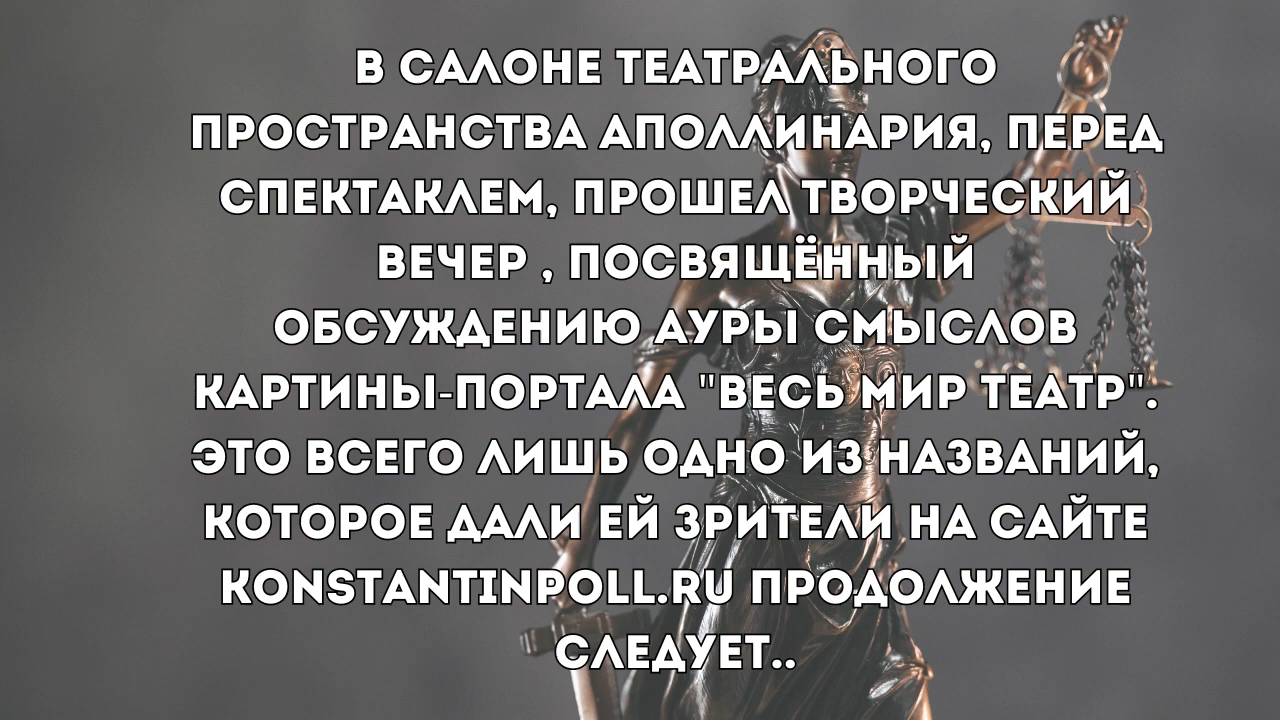 В САЛОНЕ ТЕАТРАЛЬНОГО
ПРОСТРАНСТВА АПОЛЛИНАРИЯ, ПЕРЕД
СПЕКТАКЛЕМ, ПРОШЕЛ ТВОРЧЕСКИЙ
ВЕЧЕР , ПОСВЯЩЁННЫЙ
ОБСУЖДЕНИЮ АУРЫ СМЫСЛОВ
КАРТИНЫ-ПОРТАЛА "ВЕСЬ МИР ТЕАТР".
ЭТО ВСЕГО ЛИШЬ ОДНО ИЗ НАЗВАНИЙ,
КОТОРОЕ ДАЛИ ЕЙ ЗРИТЕЛИ НА САЙТЕ
KONSTANTINPOLL.RU ПРОДОЛЖЕНИЕ
СЛЕДУЕТ..